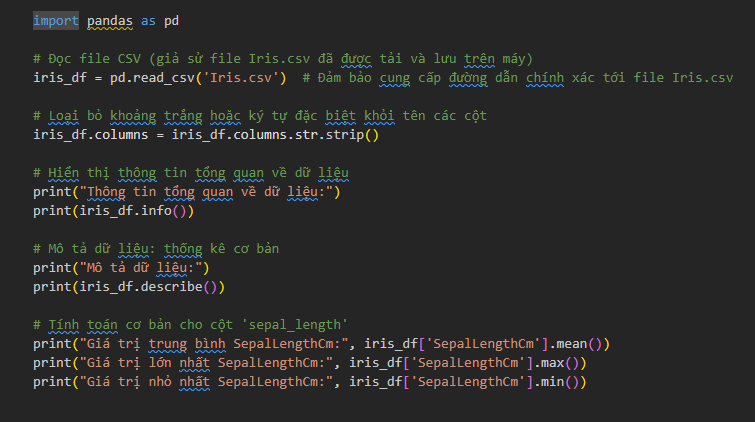 import pandas as pd
# Đọc file CSV (giả sử file Iris.csv đã được tải và lưu trên máy)
iris_df = pd.read_csv('Iris.csv')  # Đảm bảo cung cấp đường dẫn chính xác tới file Iris.csv
# Loại bỏ khoảng trắng hoặc ký tự đặc biệt khỏi tên các cột
iris_df.columns = iris_df.columns.str.strip()
# Hiển thị thông tin tổng quan về dữ liệu
print("Thông tin tổng quan về dữ liệu:")
print(iris_df.info())
# Mô tả dữ liệu: thống kê cơ bản
print("Mô tả dữ liệu:")
print(iris_df.describe())
# Tính toán cơ bản cho cột 'sepal_length'
print("Giá trị trung bình SepalLengthCm:", iris_df['SepalLengthCm'].mean())
print("Giá trị lớn nhất SepalLengthCm:", iris_df['SepalLengthCm'].max())
print("Giá trị nhỏ nhất SepalLengthCm:", iris_df['SepalLengthCm'].min())